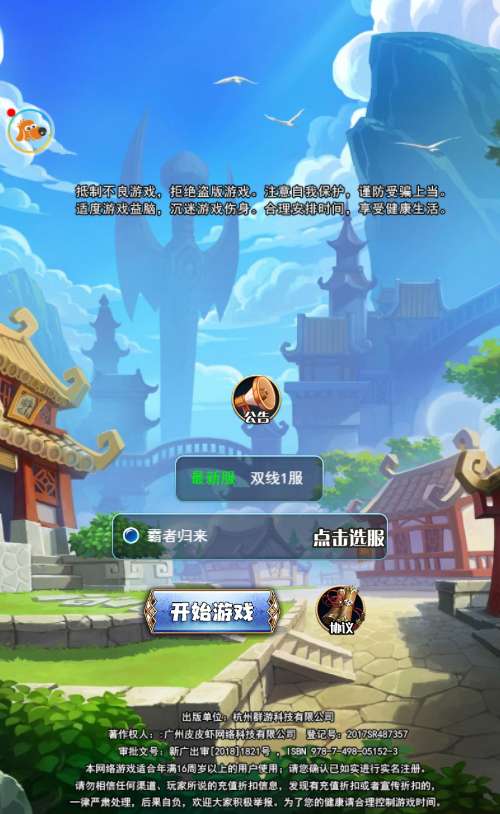 抵制不良游戏，拒绝盗版游戏。注意自我保护，谨防受骗上当。
适度游戏益脑，沉迷游戏伤身。合理安排时间，享受健康生活。
公告
最新服 双线1服
霸者归来 点击选服
开始游戏
协议
出版单位：杭州群游科技有限公司
著作权人：:广州皮皮虾网络科技有限公司 登记号：2017SR487357
审批文号：新广出审[2018]1821号 , ISBN 978-7-498-05152-3
本网络游戏适合年满16周岁以上的用户使用；请您确认已如实进行实名注册。
请勿相信任何渠道、玩家所说的充值折扣信息，发现有充值折扣或者宣传折扣的，
一律严肃处理，后果自负，欢迎大家积极举报。为了您的健康请合理控制游戏时间。